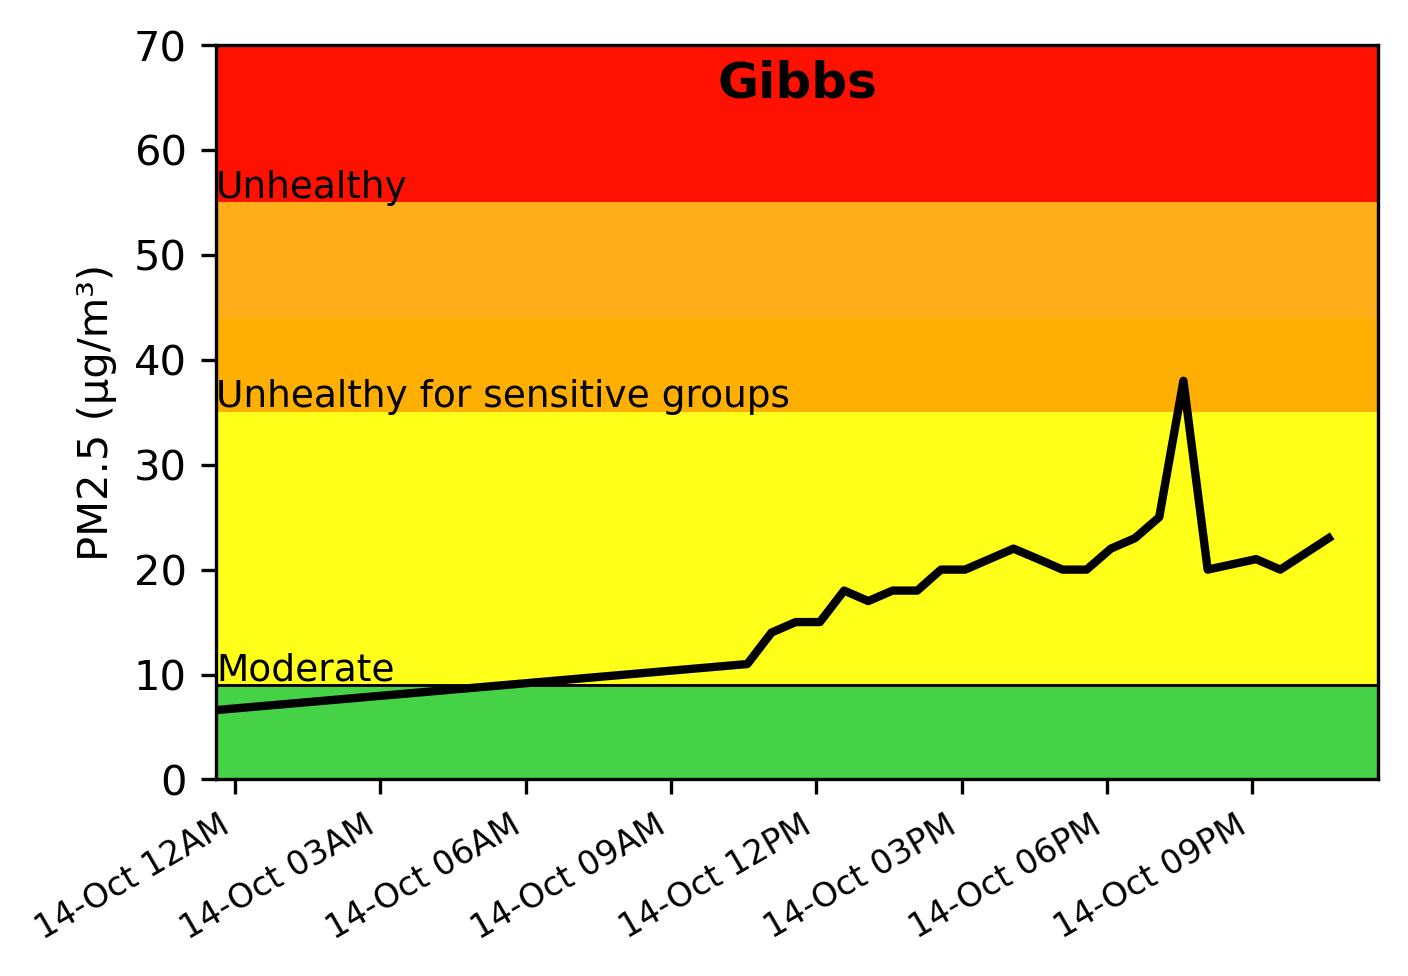 Gibbs
PM2.5 (µg/m³)
70
60
50
40
30
20
10
0
Unhealthy
Unhealthy for sensitive groups
Moderate
14-Oct 12AM
14-Oct 03AM
14-Oct 06AM
14-Oct 09AM
14-Oct 12PM
14-Oct 03PM
14-Oct 06PM
14-Oct 09PM